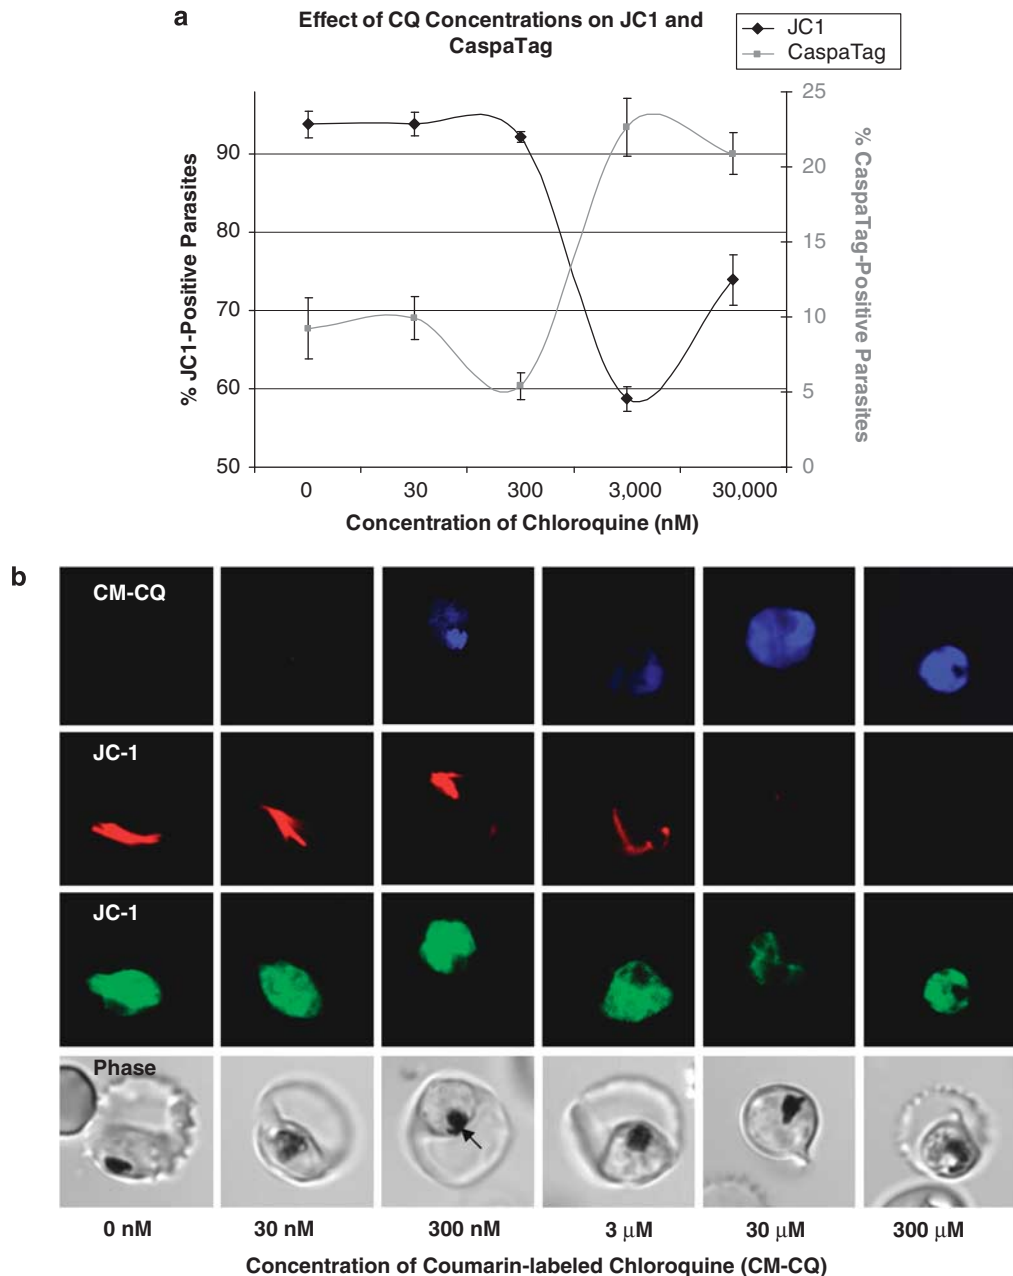 a
Effect of CQ Concentrations on JC1 and
CaspaTag
JC1
CaspaTag
% JC1-Positive Parasites
90
80
70
60
50
25
20
15
10
5
0
% CaspaTag-Positive Parasites
0 30 300 3,000 30,000
Concentration of Chloroquine (nM)
b
CM-CQ
JC-1
JC-1
Phase
0 nM 30 nM 300 nM 3 μM 30 μM 300 μM
Concentration of Coumarin-labeled Chloroquine (CM-CQ)